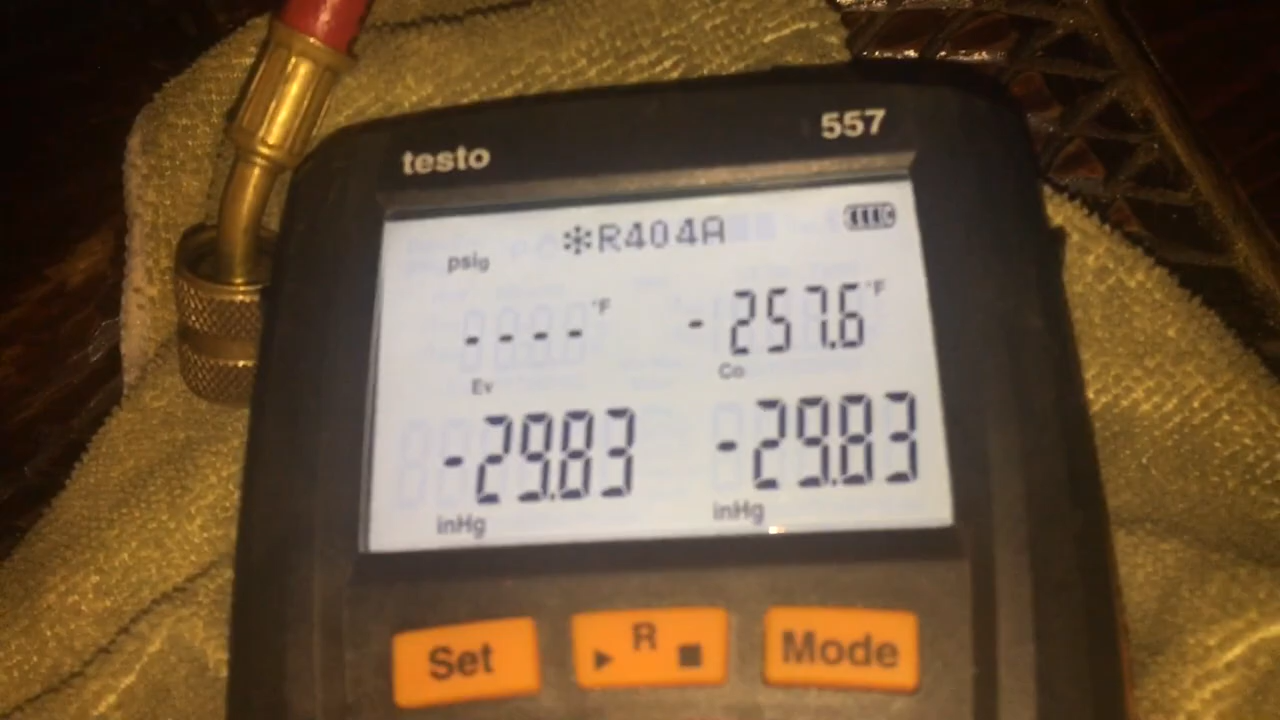 testo 557
❄R404A
psig
---- °F -257.6 °F
Ev Co
-29.83 -29.83
inHg inHg
Set ▶ R ■ Mode